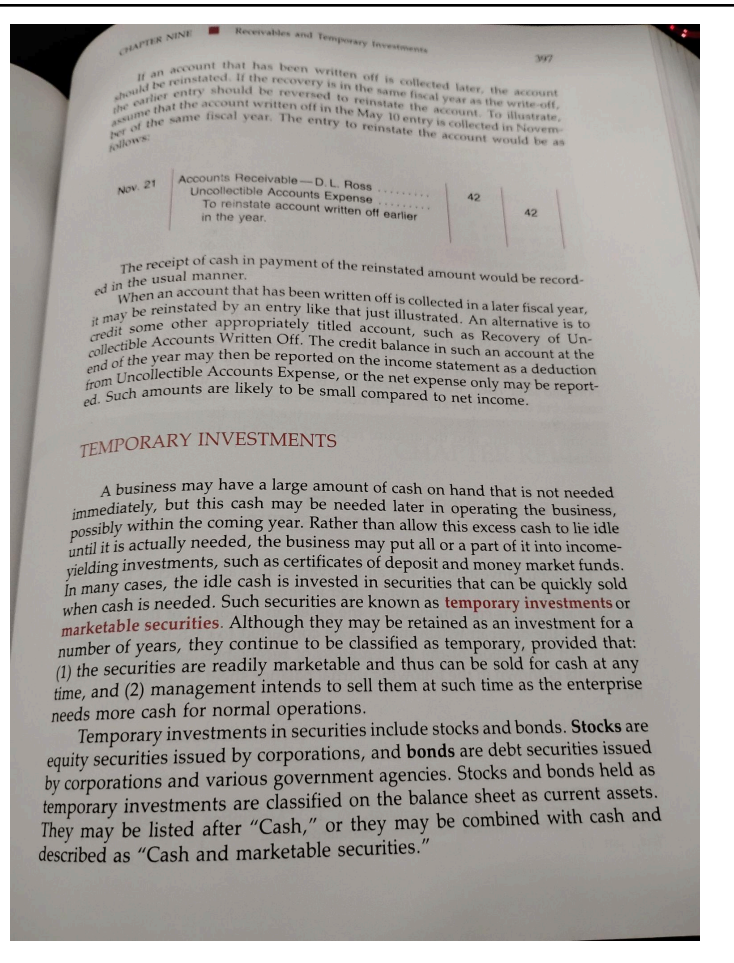 CHAPTER NINE ■ Receivables and Temporary Investments 397
If an account that has been written off is collected later, the account
should be reinstated. If the recovery is in the same fiscal year as the write-off,
the earlier entry should be reversed to reinstate the account. To illustrate,
assume that the account written off in the May 10 entry is collected in Novem-
ber of the same fiscal year. The entry to reinstate the account would be as
follows:
Nov. 21 Accounts Receivable — D. L. Ross ........ 42
Uncollectible Accounts Expense ........ 42
To reinstate account written off earlier
in the year.
The receipt of cash in payment of the reinstated amount would be record-
ed in the usual manner.
When an account that has been written off is collected in a later fiscal year,
it may be reinstated by an entry like that just illustrated. An alternative is to
credit some other appropriately titled account, such as Recovery of Un-
collectible Accounts Written Off. The credit balance in such an account at the
end of the year may then be reported on the income statement as a deduction
from Uncollectible Accounts Expense, or the net expense only may be report-
ed. Such amounts are likely to be small compared to net income.
TEMPORARY INVESTMENTS
A business may have a large amount of cash on hand that is not needed
immediately, but this cash may be needed later in operating the business,
possibly within the coming year. Rather than allow this excess cash to lie idle
until it is actually needed, the business may put all or a part of it into income-
yielding investments, such as certificates of deposit and money market funds.
In many cases, the idle cash is invested in securities that can be quickly sold
when cash is needed. Such securities are known as temporary investments or
marketable securities. Although they may be retained as an investment for a
number of years, they continue to be classified as temporary, provided that:
(1) the securities are readily marketable and thus can be sold for cash at any
time, and (2) management intends to sell them at such time as the enterprise
needs more cash for normal operations.
Temporary investments in securities include stocks and bonds. Stocks are
equity securities issued by corporations, and bonds are debt securities issued
by corporations and various government agencies. Stocks and bonds held as
temporary investments are classified on the balance sheet as current assets.
They may be listed after "Cash," or they may be combined with cash and
described as "Cash and marketable securities."